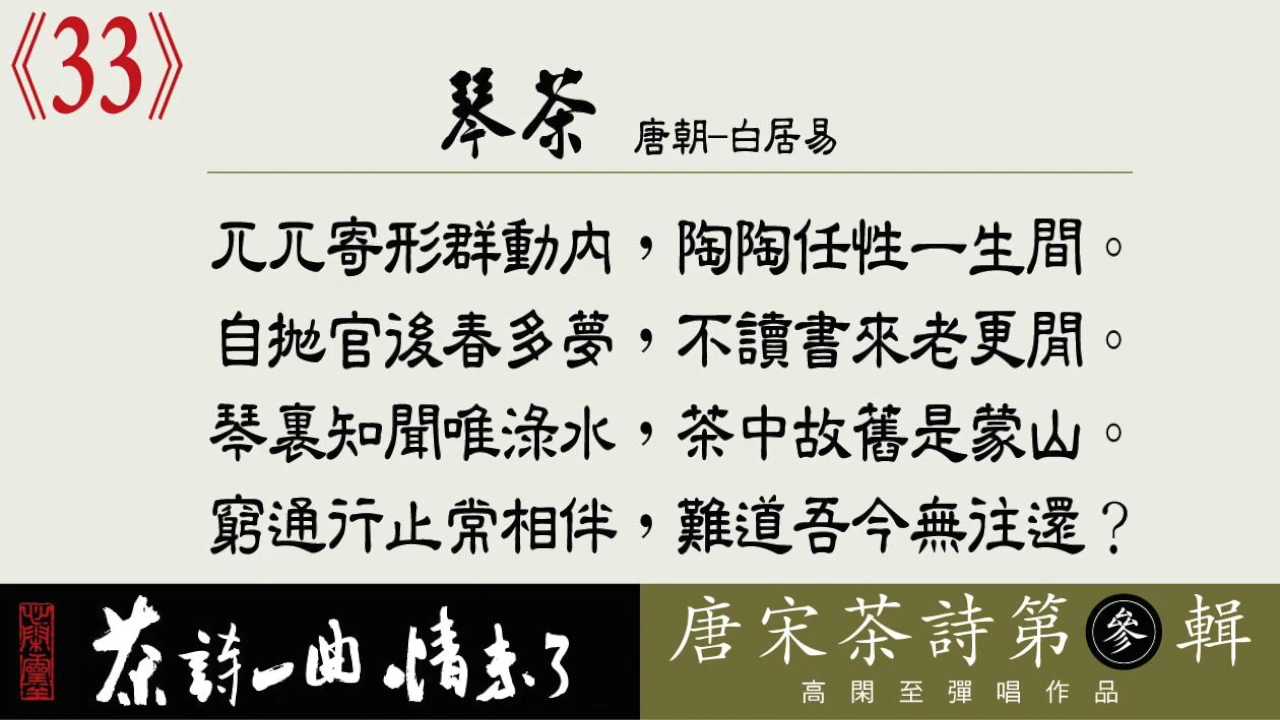 《33》
琴茶 唐朝-白居易
兀兀寄形群動內，陶陶任性一生間。
自拋官後春多夢，不讀書來老更閒。
琴裏知聞唯淥水，茶中故舊是蒙山。
窮通行止常相伴，難道吾今無往還？
茶詩一曲情未了
唐宋茶詩第參輯
高閑至彈唱作品